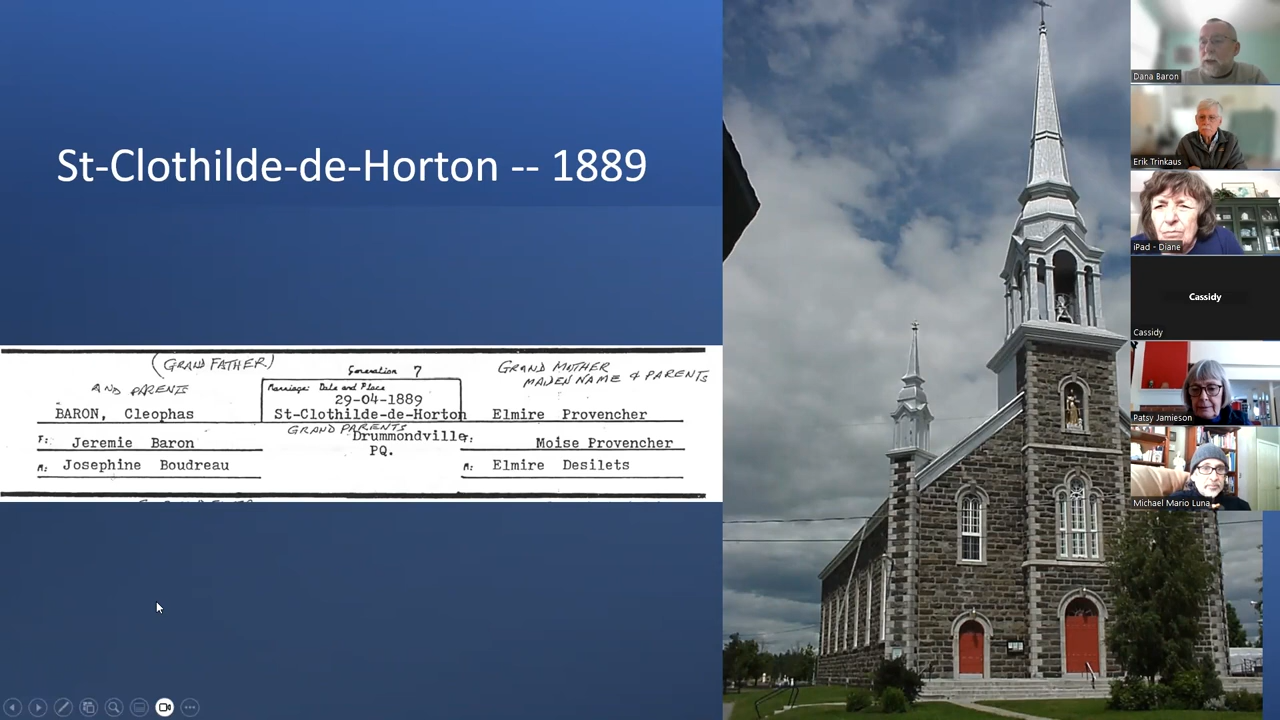 St-Clothilde-de-Horton -- 1889
(GRAND FATHER)
AND PARENTS
Generation 7
GRAND MOTHER
MAIDEN NAME & PARENTS
Marriage: Date and Place
29-04-1889
BARON, Cleophas
St-Clothilde-de-Horton
Elmire Provencher
GRAND PARENTS
F: Jeremie Baron
Drummondville
PQ.
F: Moise Provencher
M: Josephine Boudreau
M: Elmire Desilets
Dana Baron
Erik Trinkaus
iPad - Diane
Cassidy
Cassidy
Patsy Jamieson
Michael Mario Luna